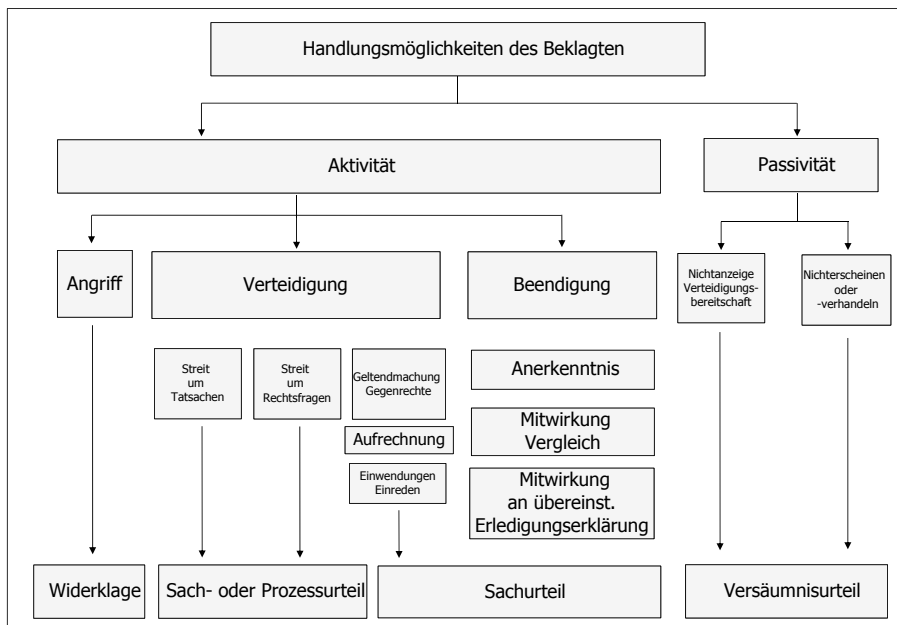 Handlungsmöglichkeiten des Beklagten
Aktivität
Passivität
Angriff
Verteidigung
Beendigung
Nichtanzeige
Verteidigungs-
bereitschaft
Nichterscheinen
oder
-verhandeln
Streit
um
Tatsachen
Streit
um
Rechtsfragen
Geltendmachung
Gegenrechte
Aufrechnung
Einwendungen
Einreden
Anerkenntnis
Mitwirkung
Vergleich
Mitwirkung
an übereinst.
Erledigungserklärung
Widerklage
Sach- oder Prozessurteil
Sachurteil
Versäumnisurteil